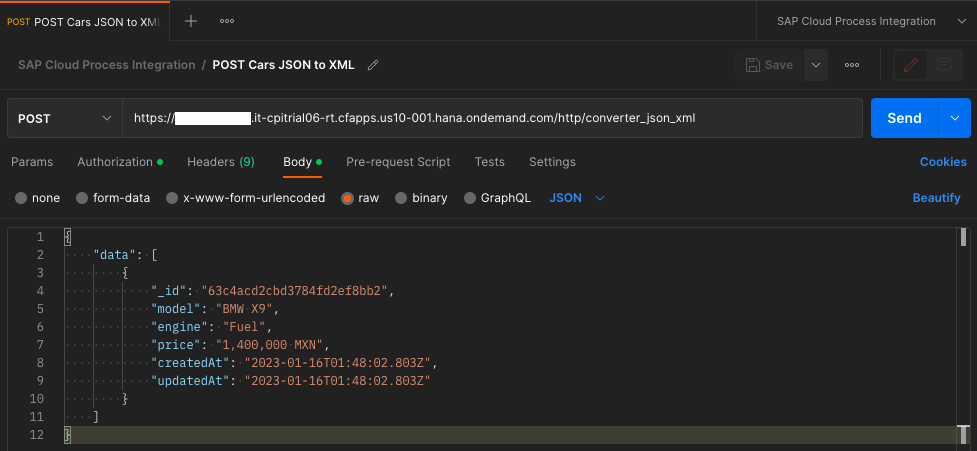 POST POST Cars JSON to XM + ooo SAP Cloud Process Integration
SAP Cloud Process Integration / POST Cars JSON to XML Save ooo
POST https:// .it-cpitrial06-rt.cfapps.us10-001.hana.ondemand.com/http/converter_json_xml Send
Params Authorization Headers (9) Body Pre-request Script Tests Settings Cookies
none form-data x-www-form-urlencoded raw binary GraphQL JSON Beautify
1 {
2 "data": [
3 {
4 "_id": "63c4acd2cbd3784fd2ef8bb2",
5 "model": "BMW X9",
6 "engine": "Fuel",
7 "price": "1,400,000 MXN",
8 "createdAt": "2023-01-16T01:48:02.803Z",
9 "updatedAt": "2023-01-16T01:48:02.803Z"
10 }
11 ]
12 }